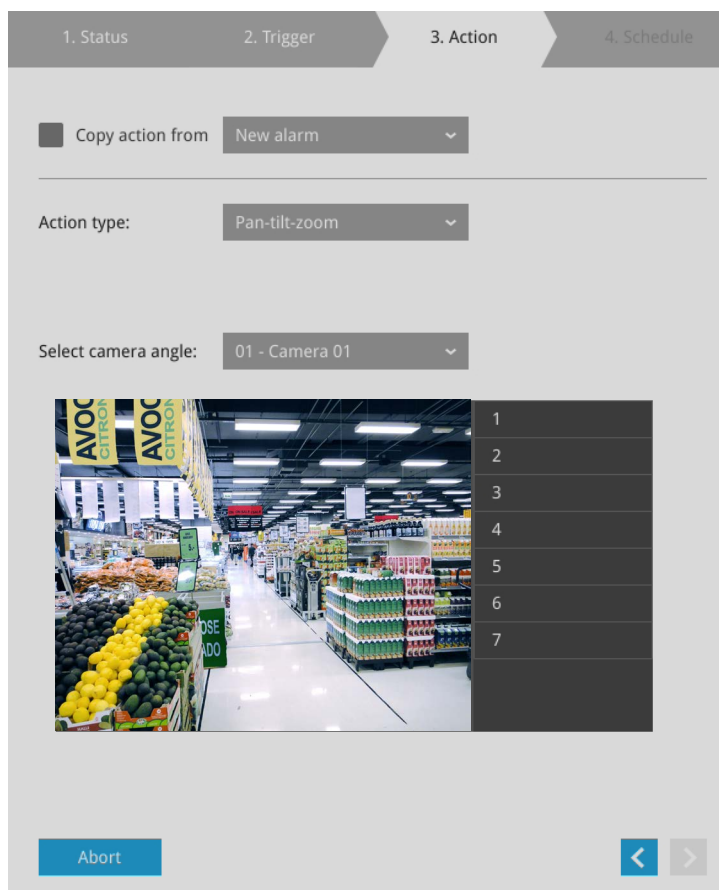 1. Status
2. Trigger
3. Action
4. Schedule
Copy action from
New alarm
Action type:
Pan-tilt-zoom
Select camera angle:
01 - Camera 01
AVOC
CITRON
AVOC
CITRON
OSE
ADO
1
2
3
4
5
6
7
Abort